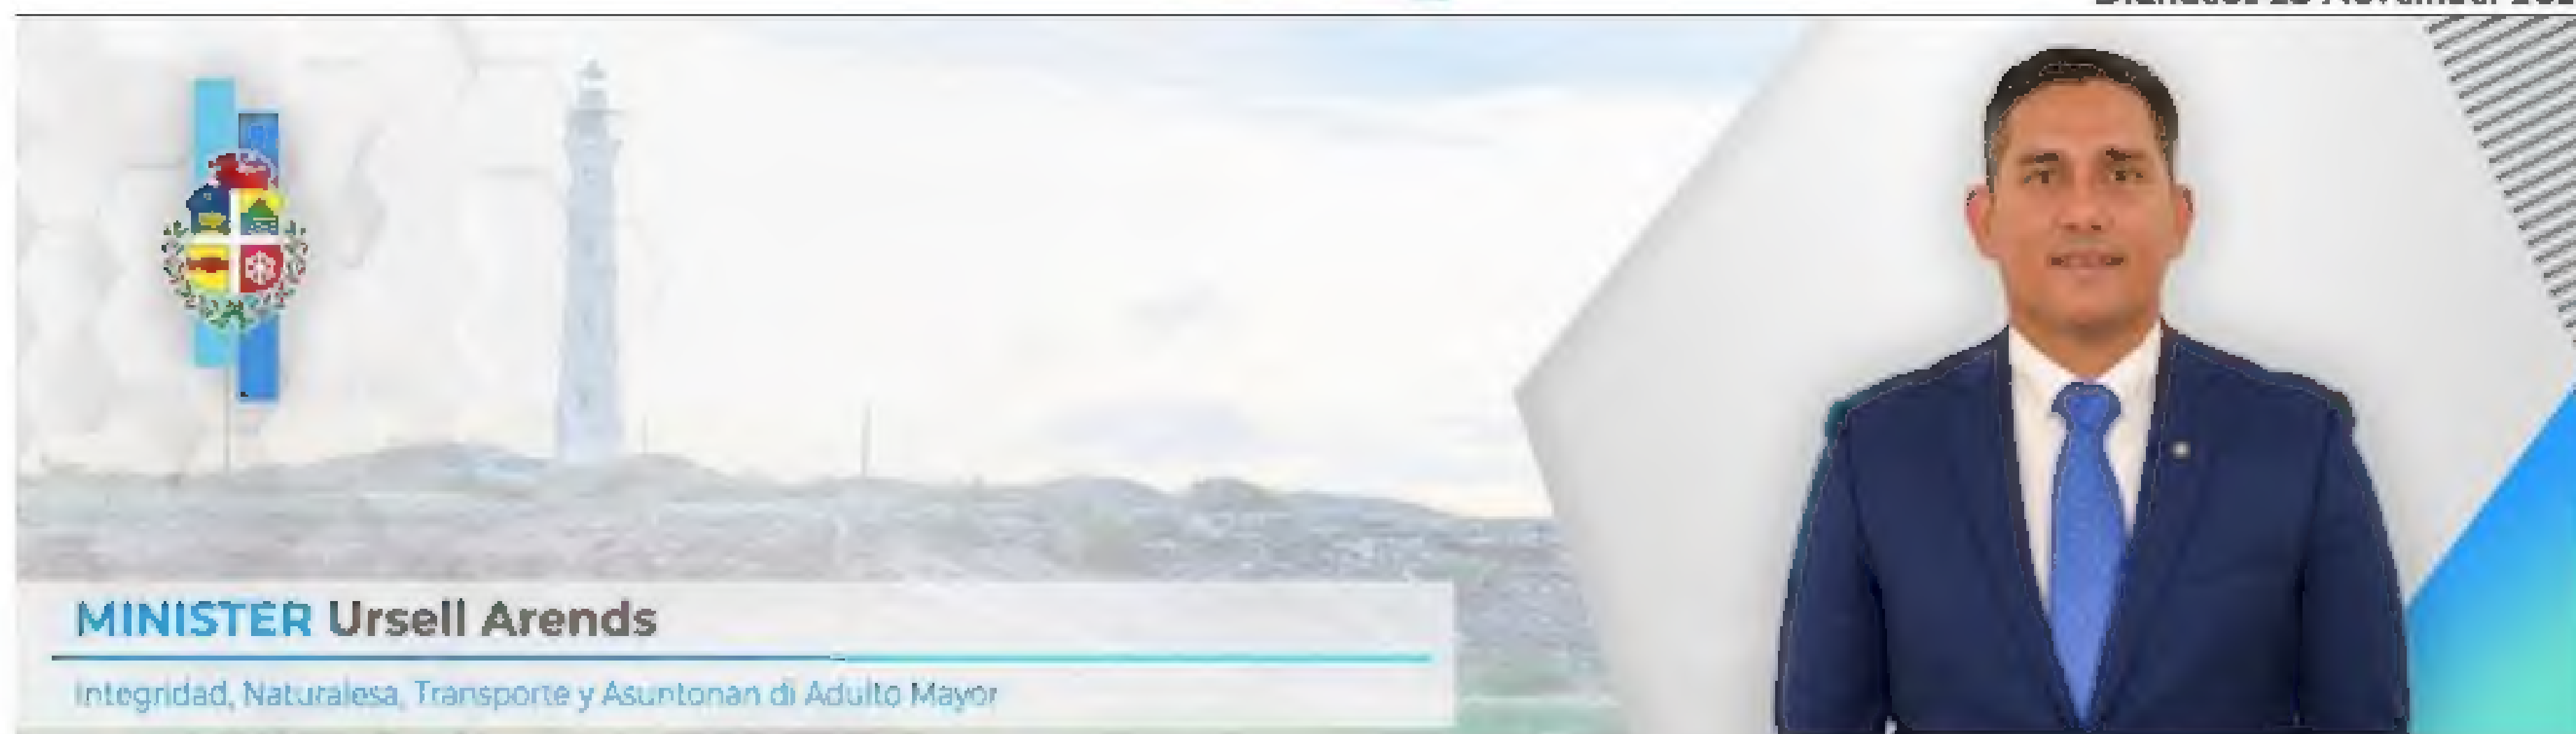 MINISTER Ursell Arends
Integridad, Naturalesa, Transporte y Asuntonan di Adulto Mayor